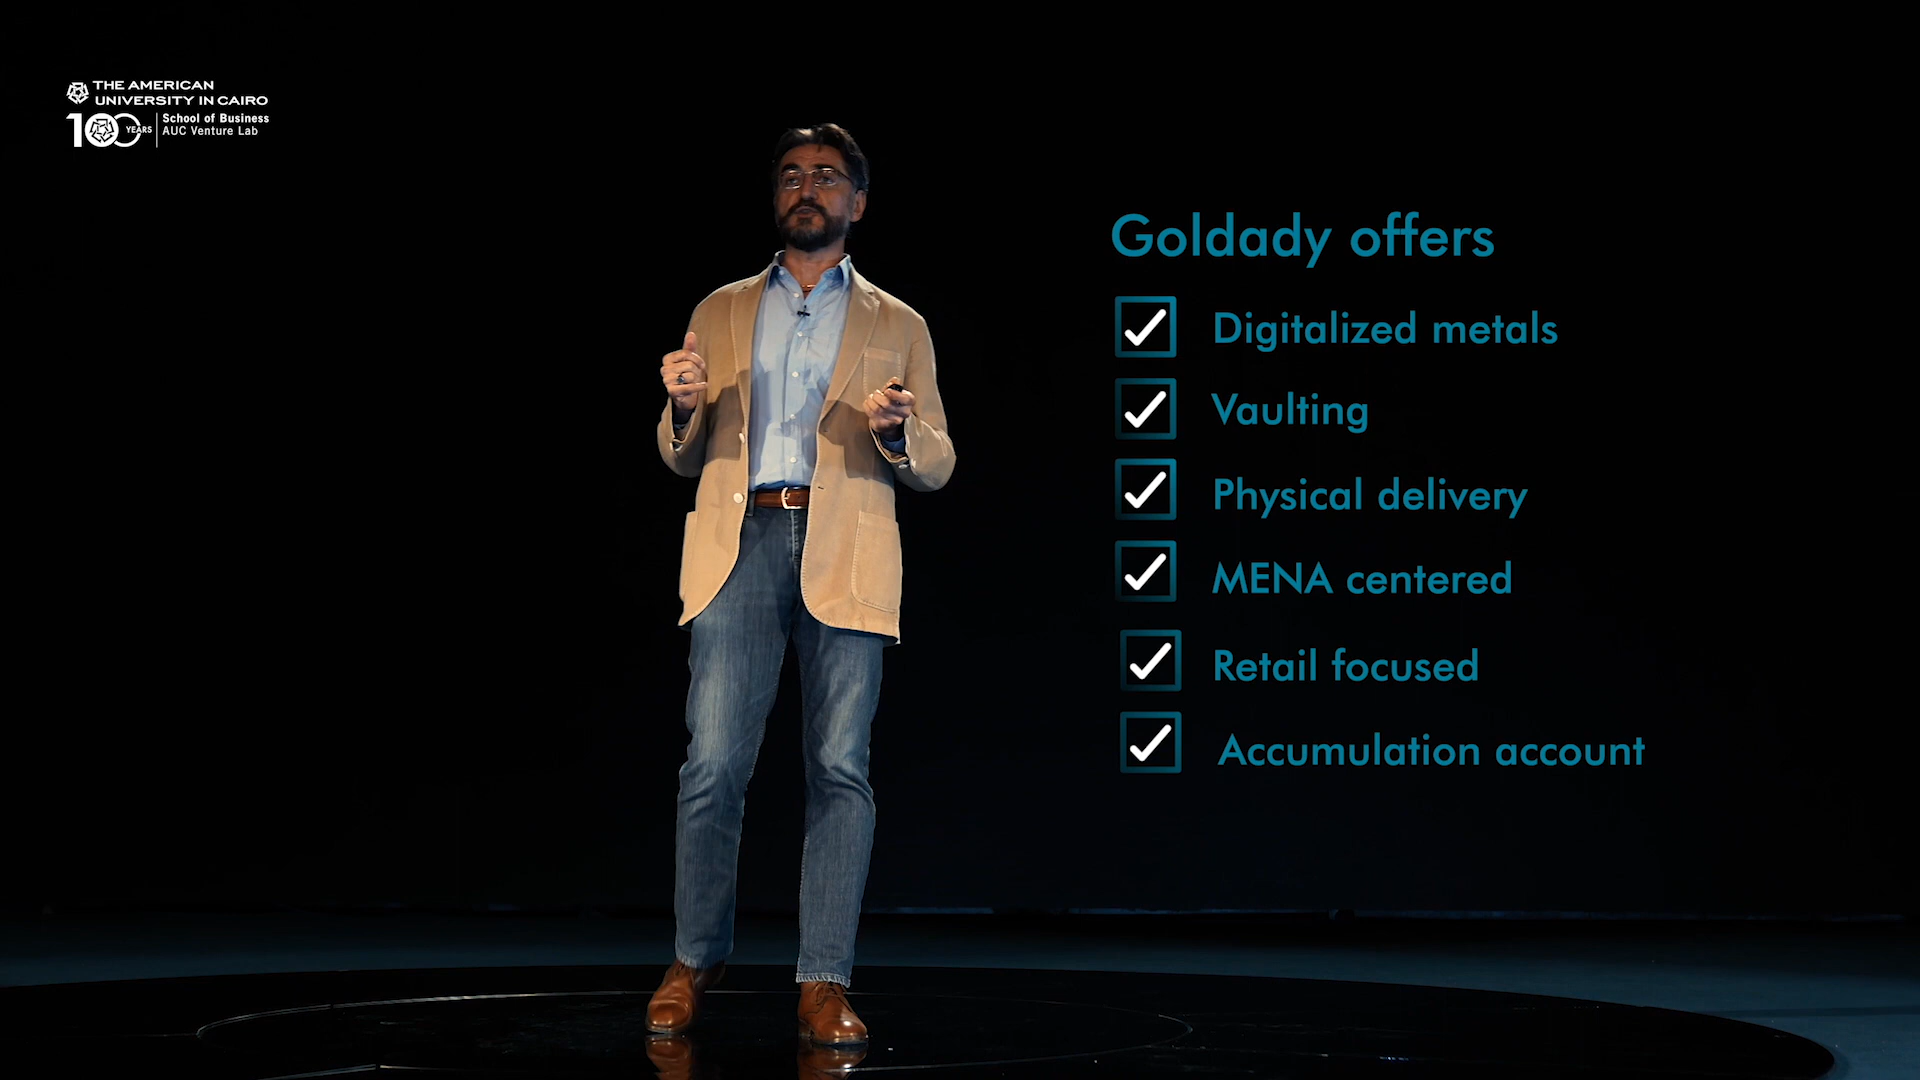 THE AMERICAN
UNIVERSITY IN CAIRO
100 YEARS
School of Business
AUC Venture Lab
Goldady offers
Digitalized metals
Vaulting
Physical delivery
MENA centered
Retail focused
Accumulation account